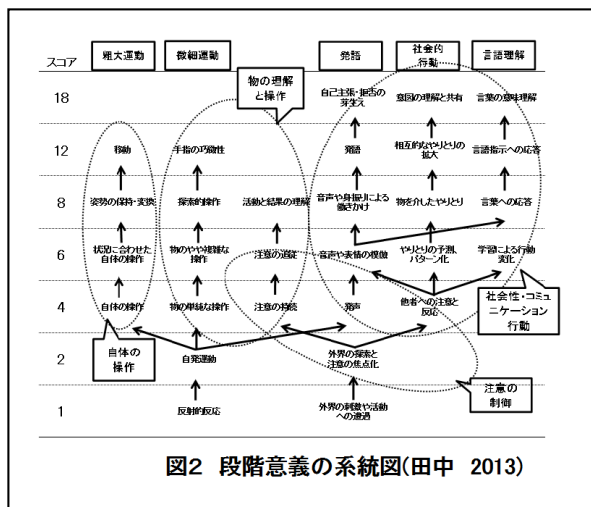 スコア
粗大運動
微細運動
発語
社会的
行動
言語理解
物の理解
と操作
18
自己主張・拒否の
芽生え
意図の理解と共有
言葉の意味理解
12
移動
手指の巧緻性
発語
相互的なやりとりの
拡大
言語指示への応答
8
姿勢の保持・変換
探索的操作
活動と結果の理解
音声や身振りによる
働きかけ
物を介したやりとり
言葉への応答
6
状況に合わせた
自体の操作
物のやや複雑な
操作
注意の追従
音声や表情の模倣
やりとりの予測、
パターン化
学習による行動
変化
4
自体の操作
物の単純な操作
注意の持続
発声
他者への注意と
反応
社会性・コミュ
ニケーション
行動
2
自体の
操作
自発運動
外界の探索と
注意の焦点化
注意の
制御
1
反射的反応
外界の刺激や活動
への遭遇
図2 段階意義の系統図(田中 2013)